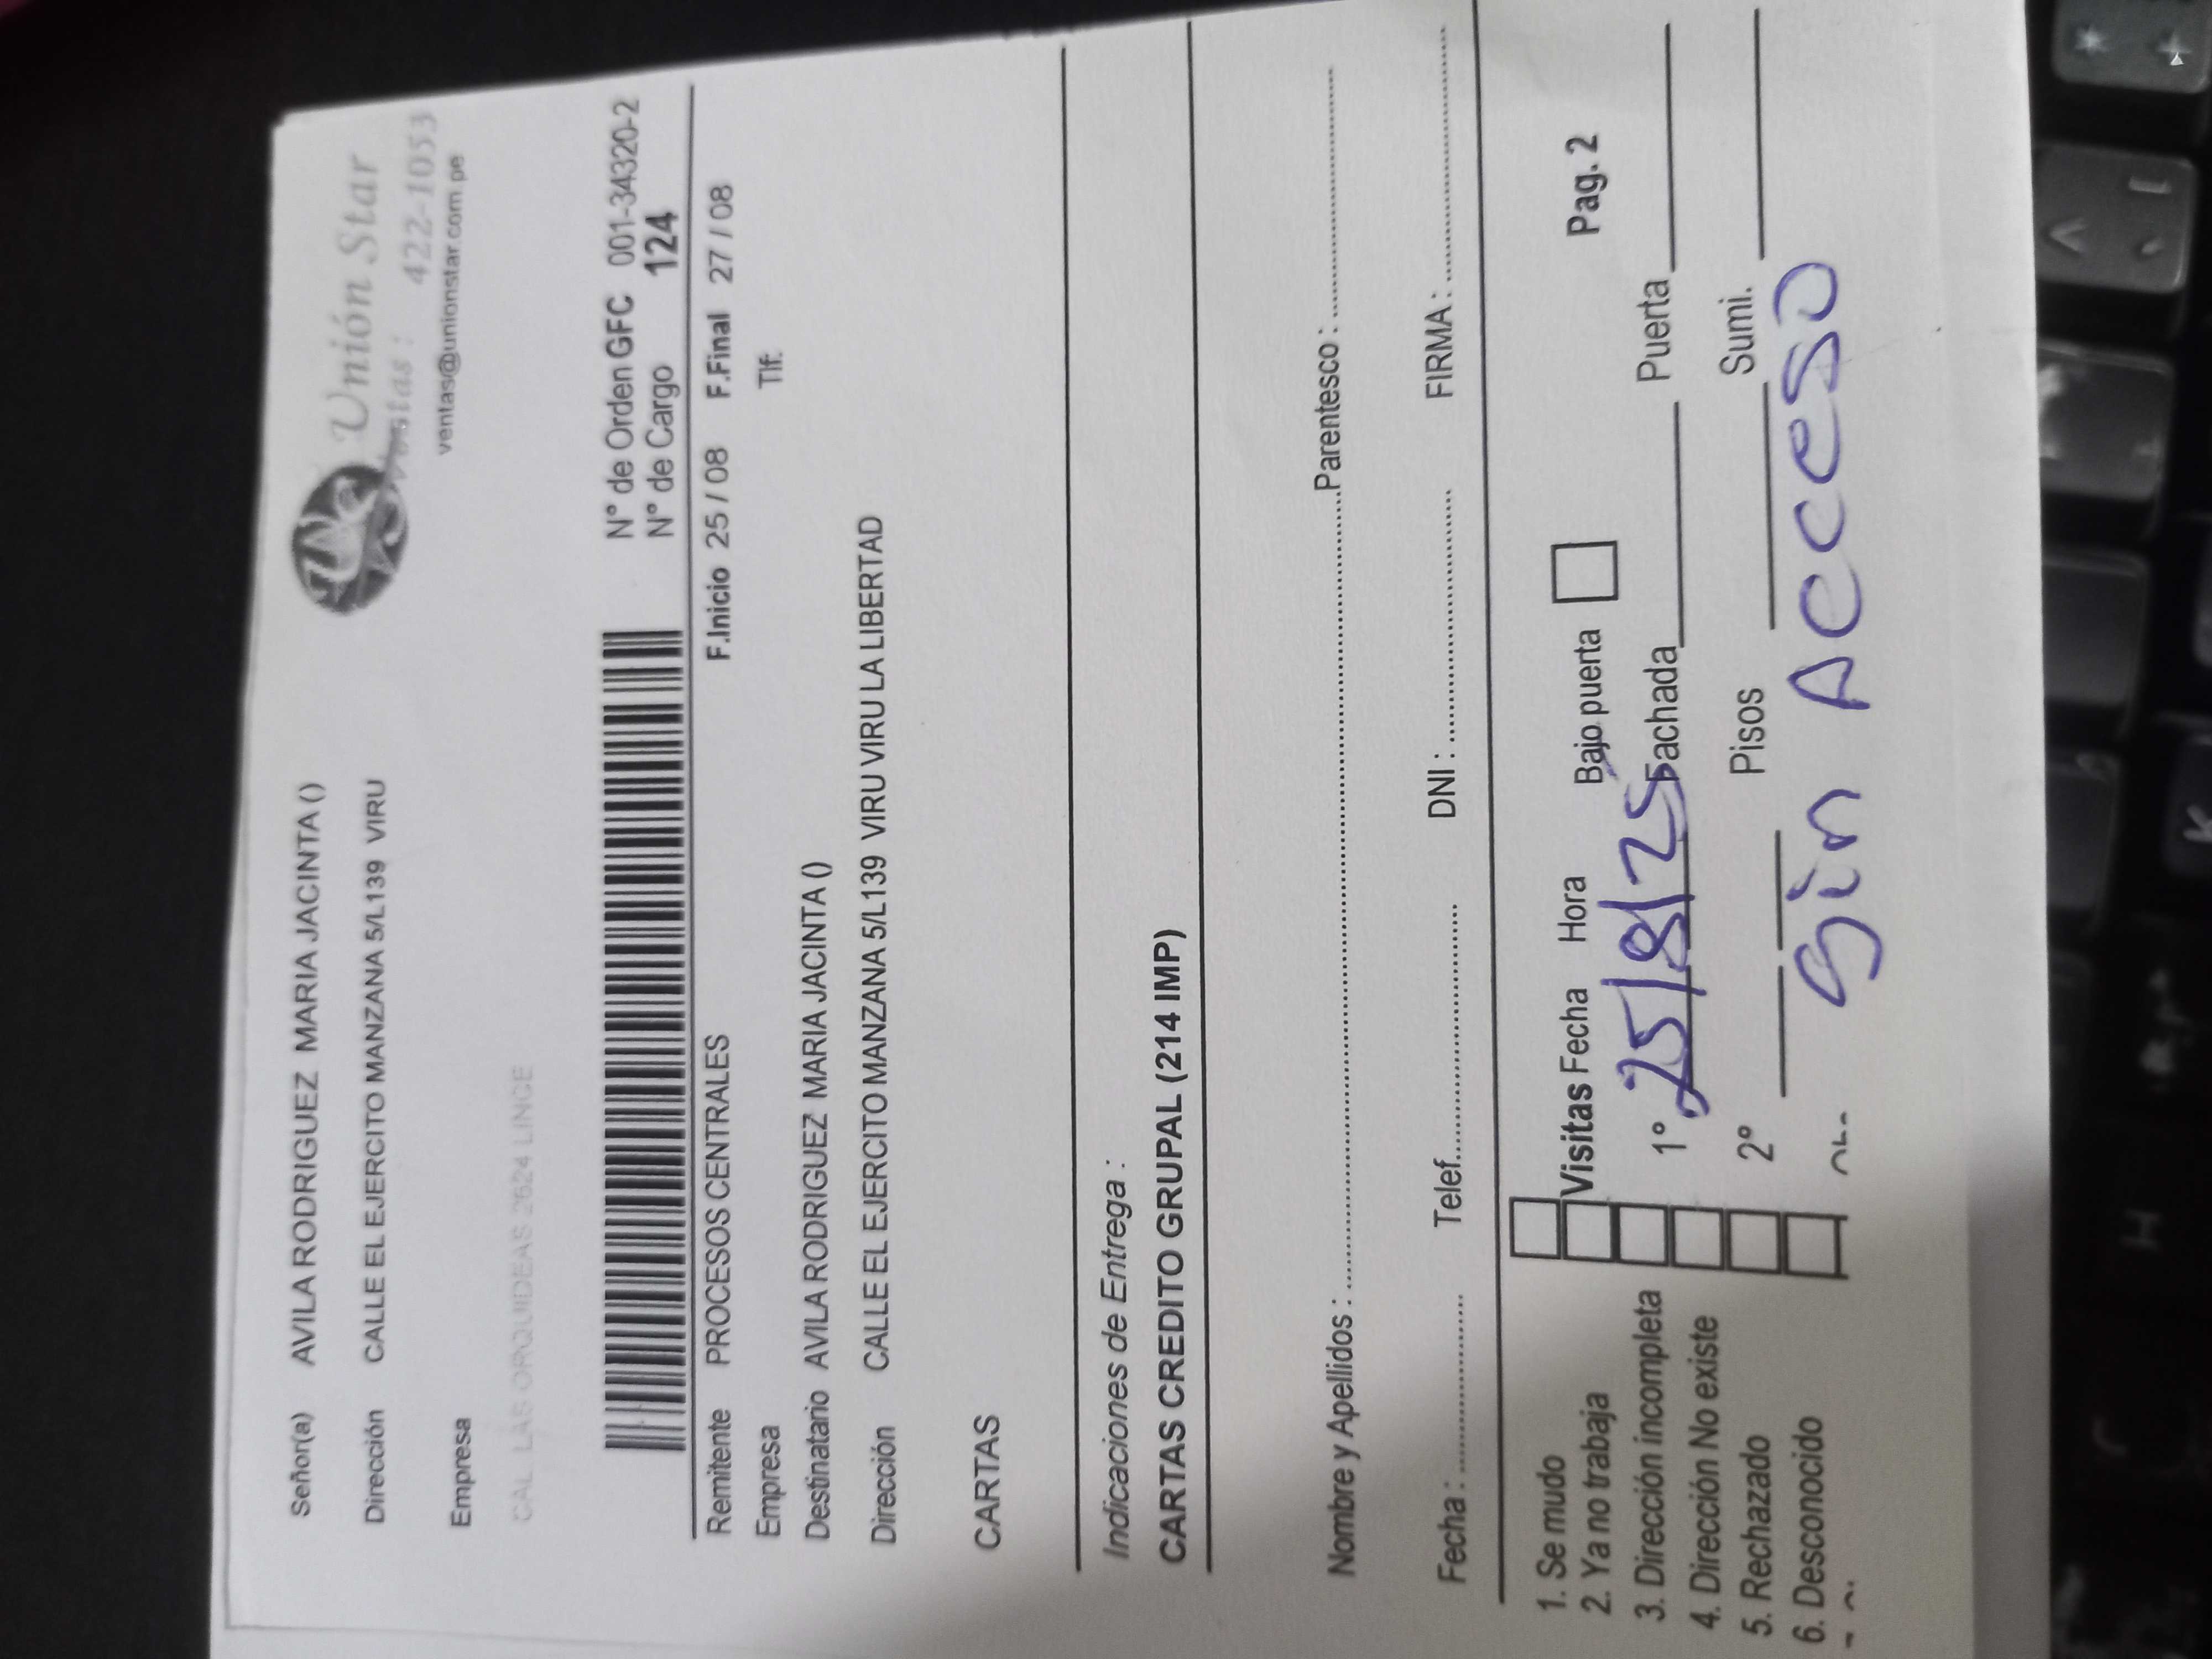 Señor(a) AVILA RODRIGUEZ MARIA JACINTA ()
Unión Star
Dirección CALLE EL EJERCITO MANZANA 5/L139 VIRU
Ventas : 422-1053
ventas@unionstar.com.pe
Empresa
CAL. LAS ORQUIDEAS 2624 LINCE
N° de Orden GFC 001-34320-2
N° de Cargo 124
Remitente PROCESOS CENTRALES F.Inicio 25 / 08 F.Final 27 / 08
Empresa Tlf.
Destinatario AVILA RODRIGUEZ MARIA JACINTA ()
Dirección CALLE EL EJERCITO MANZANA 5/L139 VIRU VIRU VIRU LA LIBERTAD
CARTAS
Indicaciones de Entrega :
CARTAS CREDITO GRUPAL (214 IMP)
Nombre y Apellidos : Parentesco :
Fecha : Telef. DNI : FIRMA :
1. Se mudo
2. Ya no trabaja Visitas Fecha Hora Bajo puerta Pag. 2
3. Dirección incompleta 1° 25/8/25 Fachada Puerta
4. Dirección No existe
5. Rechazado 2° Pisos Sumi.
6. Desconocido Sin Acceso